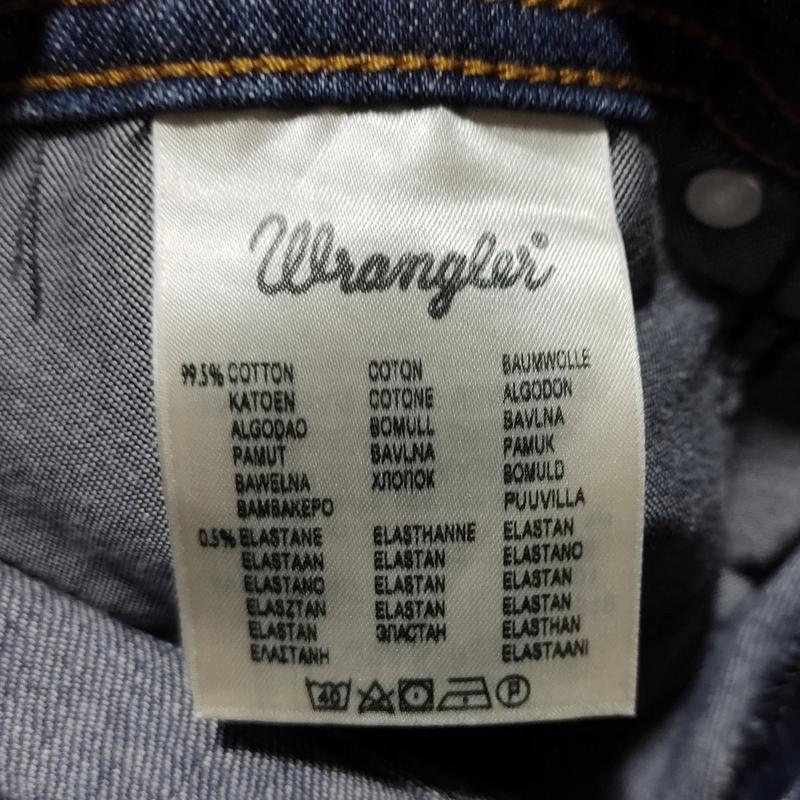 Wrangler®
99.5% COTTON COTON BAUMWOLLE
KATOEN COTONE ALGODON
ALGODAO BOMULL BAVLNA
PAMUT BAVLNA PAMUK
BAWELNA ХЛОПОК BOMULD
ΒΑΜΒΑΚΕΡΟ PUUVILLA
0.5% ELASTANE ELASTHANNE ELASTAN
ELASTAAN ELASTAN ELASTANO
ELASTANO ELASTAN ELASTAN
ELASZTAN ELASTAN ELASTAN
ELASTAN ЭЛАСТАН ELASTHAN
ΕΛΑΣΤΑΝΗ ELASTAANI
40 P